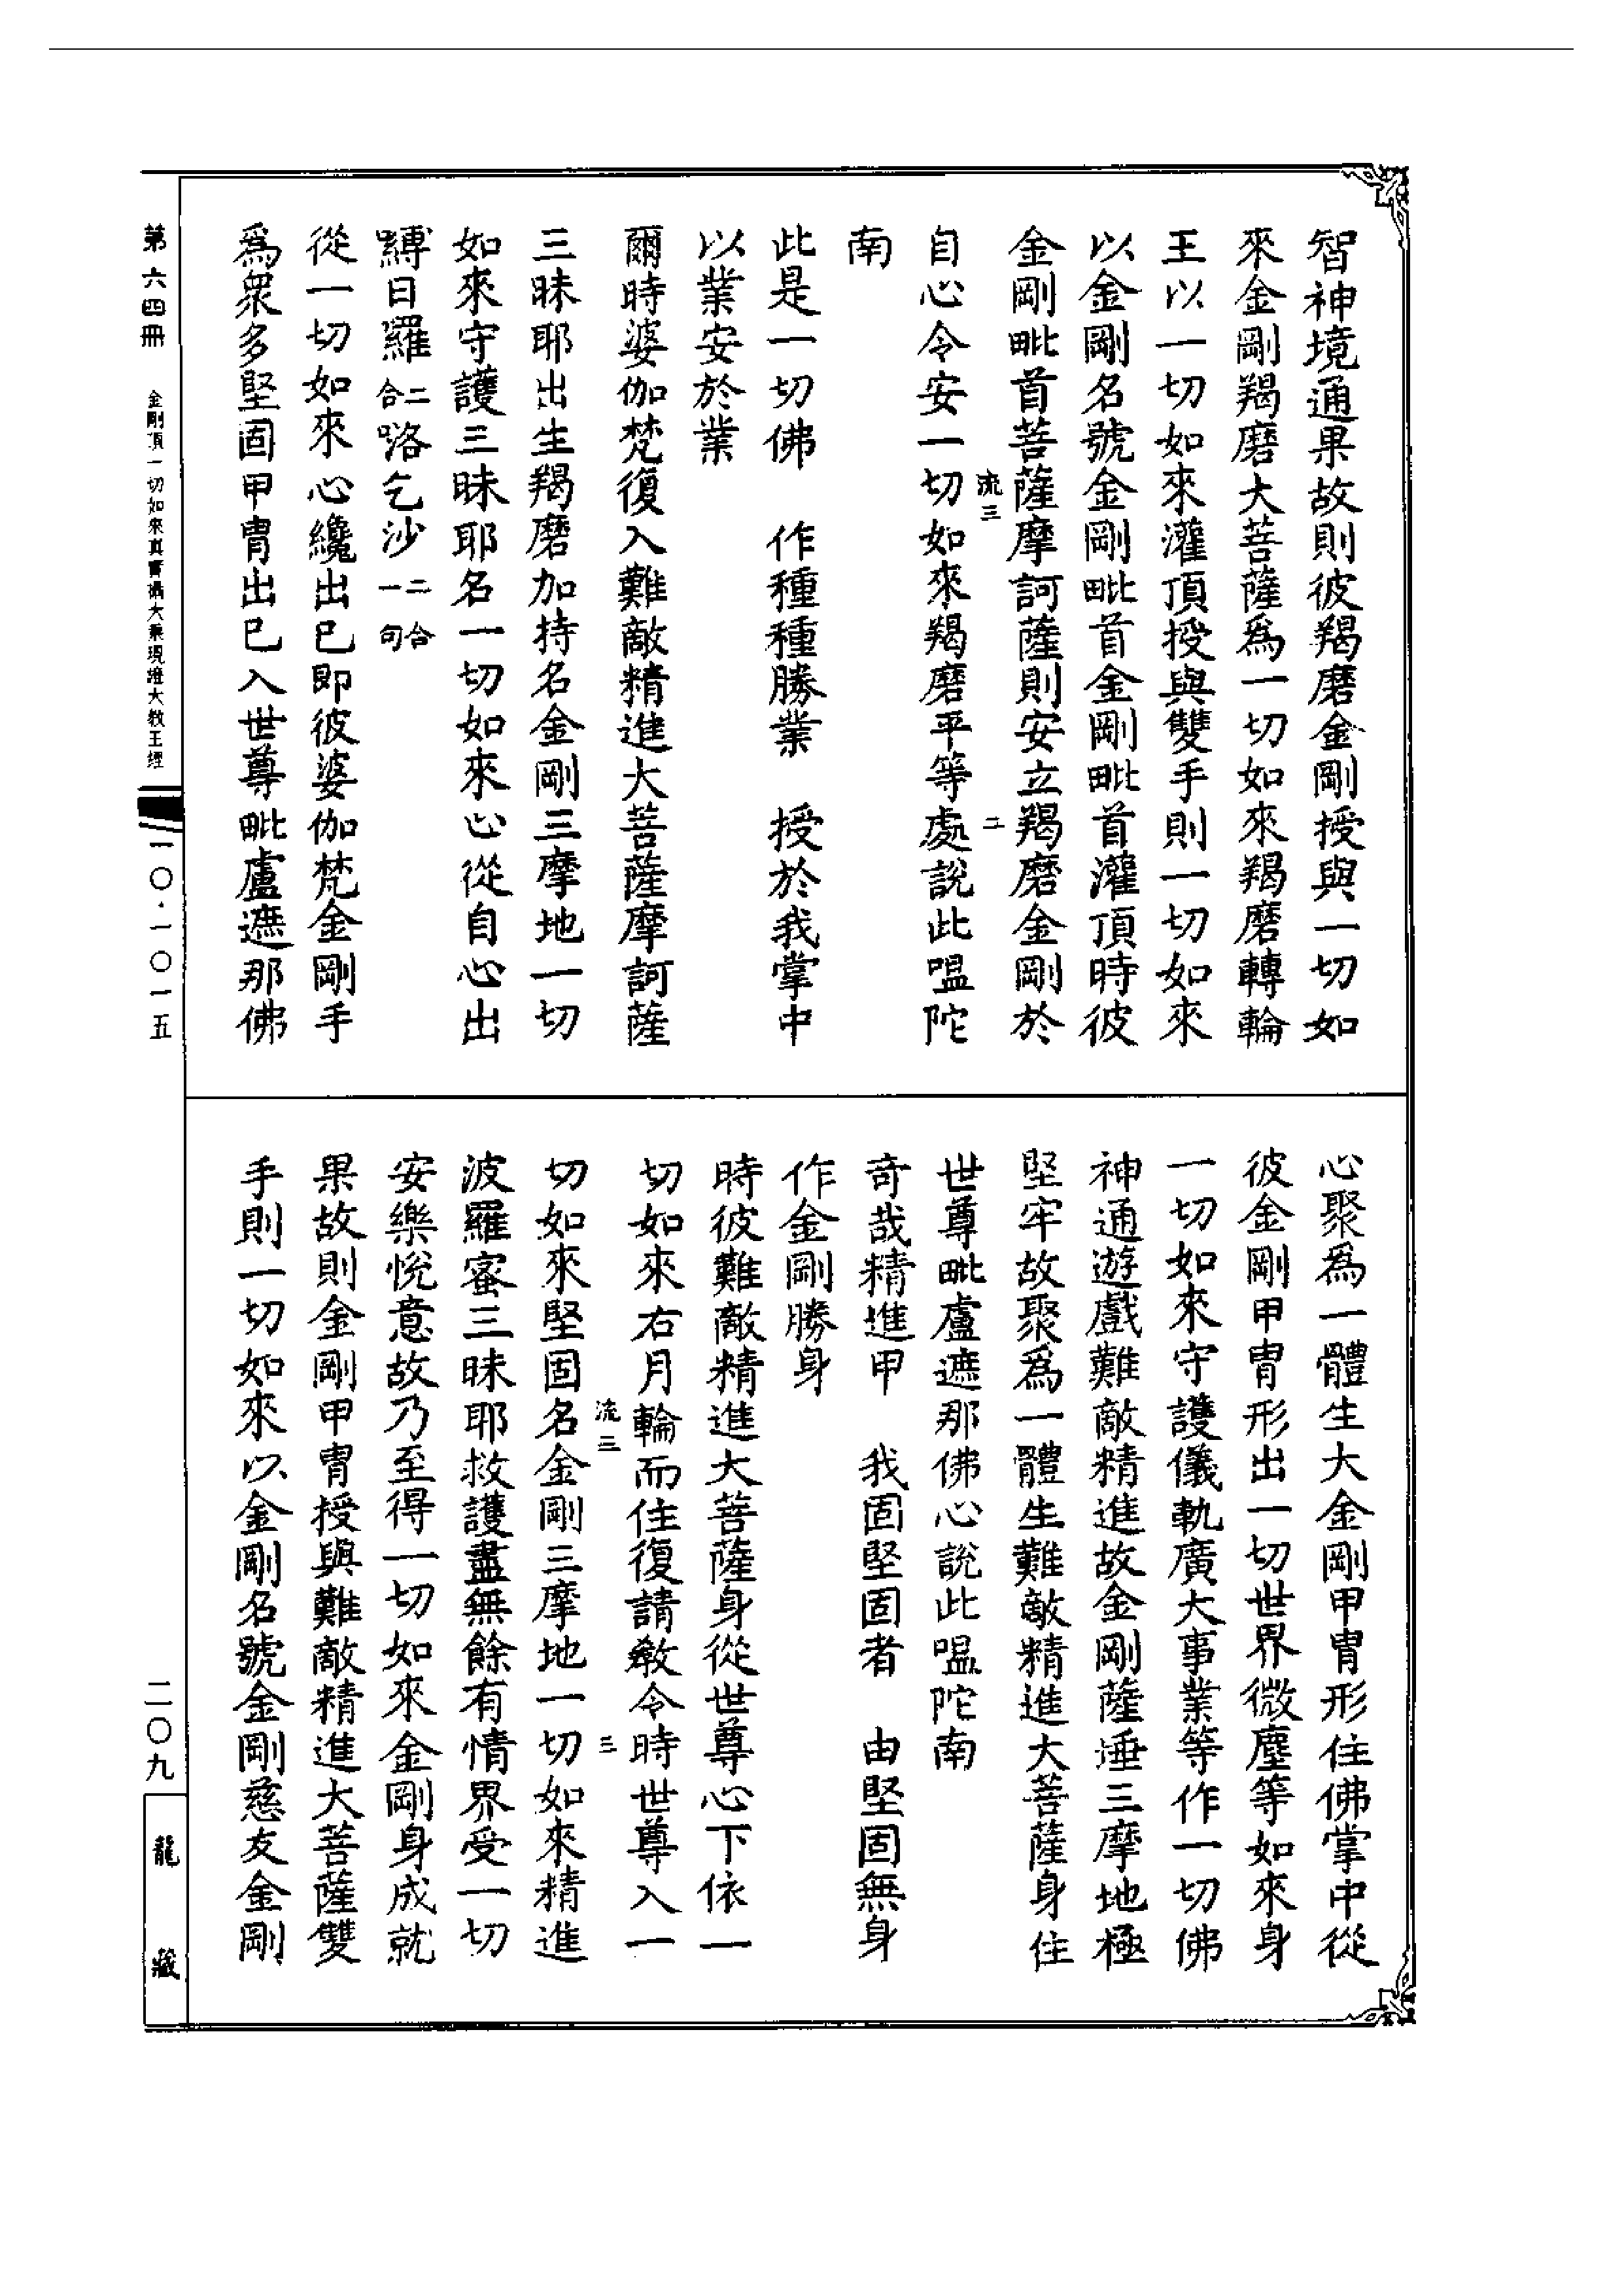 智神境通果故則彼羯磨金剛授與一切如
來金剛羯磨大菩薩爲一切如來羯磨轉輪
王以一切如來灌頂授與雙手則一切如來
以金剛名號金剛毗首金剛毗首灌頂時彼
金剛毗首菩薩摩訶薩則安立羯磨金剛於
流三 二
自心令安一切如來羯磨平等處說此嗢陀
南
此是一切佛 作種種勝業 授於我掌中
以業安於業
爾時婆伽梵復入難敵精進大菩薩摩訶薩
三昧耶出生羯磨加持名金剛三摩地一切
如來守護三昧耶名一切如來心從自心出
嚩日羅二合咯乞沙二合一句
從一切如來心纔出已即彼婆伽梵金剛手
爲衆多堅固甲冑出已入世尊毗盧遮那佛
心聚爲一體生大金剛甲冑形住佛掌中從
彼金剛甲冑形出一切世界微塵等如來身
一切如來守護儀軌廣大事業等作一切佛
神通遊戲難敵精進故金剛薩埵三摩地極
堅牢故聚爲一體生難敵精進大菩薩身住
世尊毗盧遮那佛心說此嗢陀南
奇哉精進甲 我固堅固者 由堅固無身
作金剛勝身
時彼難敵精進大菩薩身從世尊心下依一
切如來右月輪而住復請教令時世尊入一
流三 三
切如來堅固名金剛三摩地一切如來精進
波羅蜜三昧耶救護盡無餘有情界受一切
安樂悅意故乃至得一切如來金剛身成就
果故則金剛甲冑授與難敵精進大菩薩雙
手則一切如來以金剛名號金剛慈友金剛
第六四冊 金剛頂一切如來真實攝大乘現證大教王經
一〇·一〇一五
二〇九
龍藏